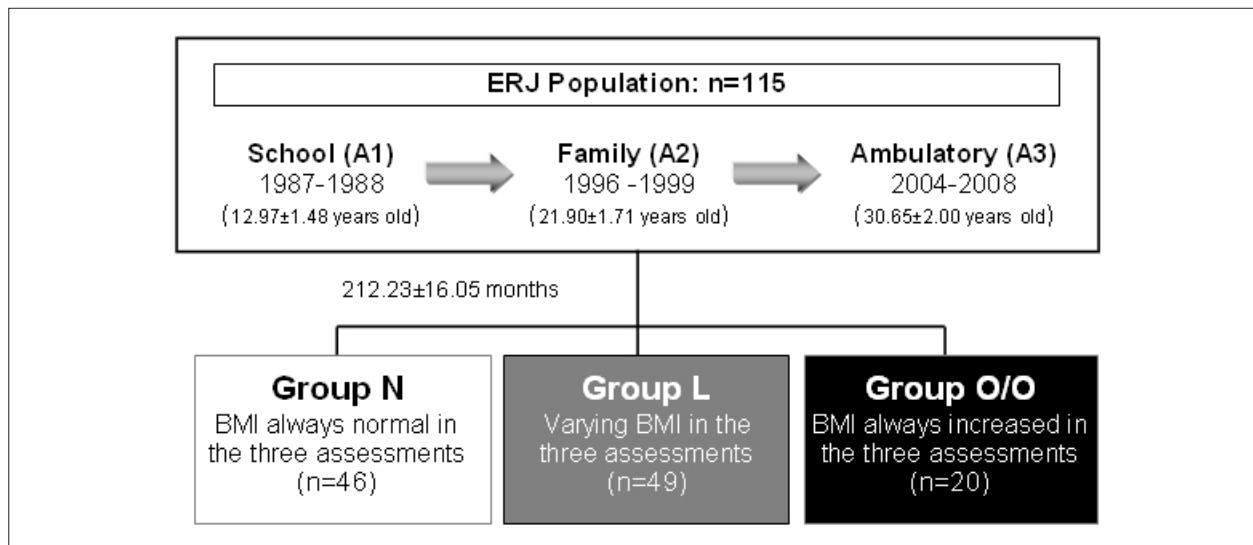 ERJ Population: n=115
School (A1)
1987-1988
(12.97±1.48 years old)
Family (A2)
1996 -1999
(21.90±1.71 years old)
Ambulatory (A3)
2004-2008
(30.65±2.00 years old)
212.23±16.05 months
Group N
BMI always normal in
the three assessments
(n=46)
Group L
Varying BMI in the
three assessments
(n=49)
Group O/O
BMI always increased in
the three assessments
(n=20)